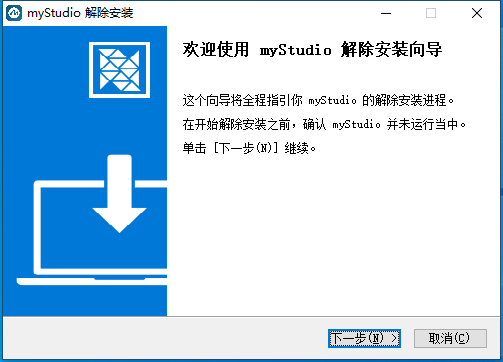 myStudio 解除安装
欢迎使用 myStudio 解除安装向导
这个向导将全程指引你 myStudio 的解除安装进程。
在开始解除安装之前，确认 myStudio 并未运行当中。
单击 [下一步(N)] 继续。
下一步(N) >
取消(C)